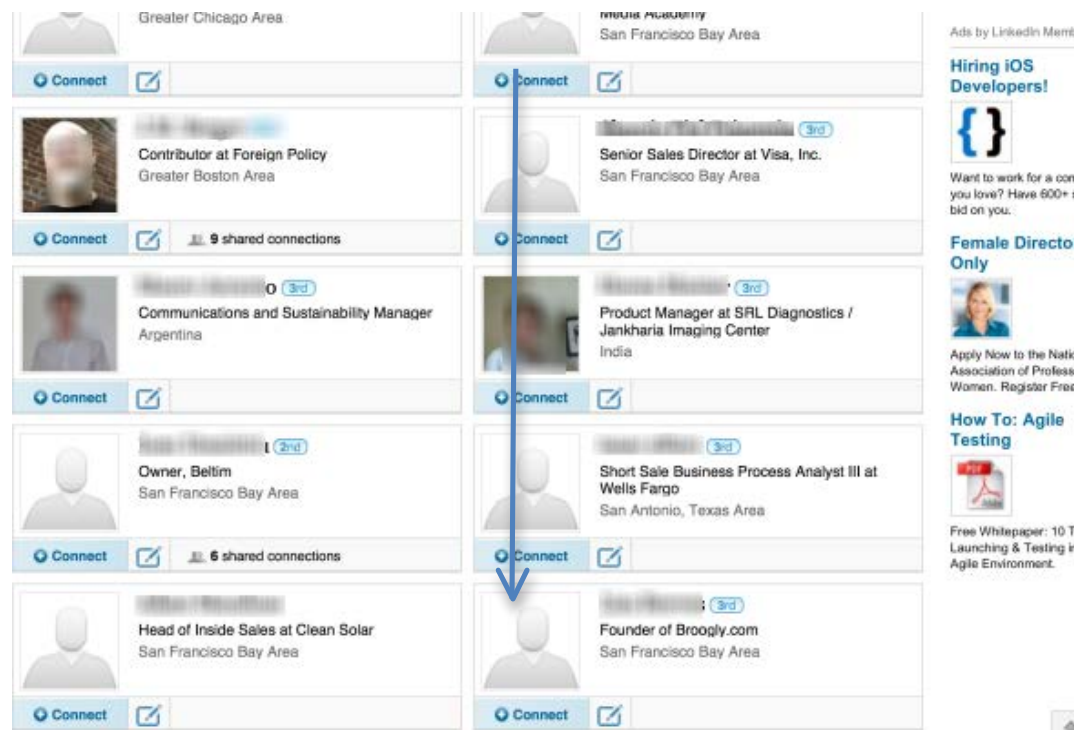 Greater Chicago Area
Connect
Media Academy
San Francisco Bay Area
Connect
Contributor at Foreign Policy
Greater Boston Area
Connect
9 shared connections
3rd
Senior Sales Director at Visa, Inc.
San Francisco Bay Area
Connect
3rd
Communications and Sustainability Manager
Argentina
Connect
3rd
Product Manager at SRL Diagnostics /
Jankharia Imaging Center
India
Connect
2nd
Owner, Beltim
San Francisco Bay Area
Connect
6 shared connections
3rd
Short Sale Business Process Analyst III at
Wells Fargo
San Antonio, Texas Area
Connect
Head of Inside Sales at Clean Solar
San Francisco Bay Area
Connect
3rd
Founder of Broogly.com
San Francisco Bay Area
Connect
Ads by LinkedIn Memb
Hiring iOS
Developers!
{}
Want to work for a
you love? Have 600+
bid on you.
Female Directo
Only
Apply Now to the Natio
Association of Profess
Women. Register Free
How To: Agile
Testing
PDF
Free Whitepaper: 10 T
Launching & Testing in
Agile Environment.